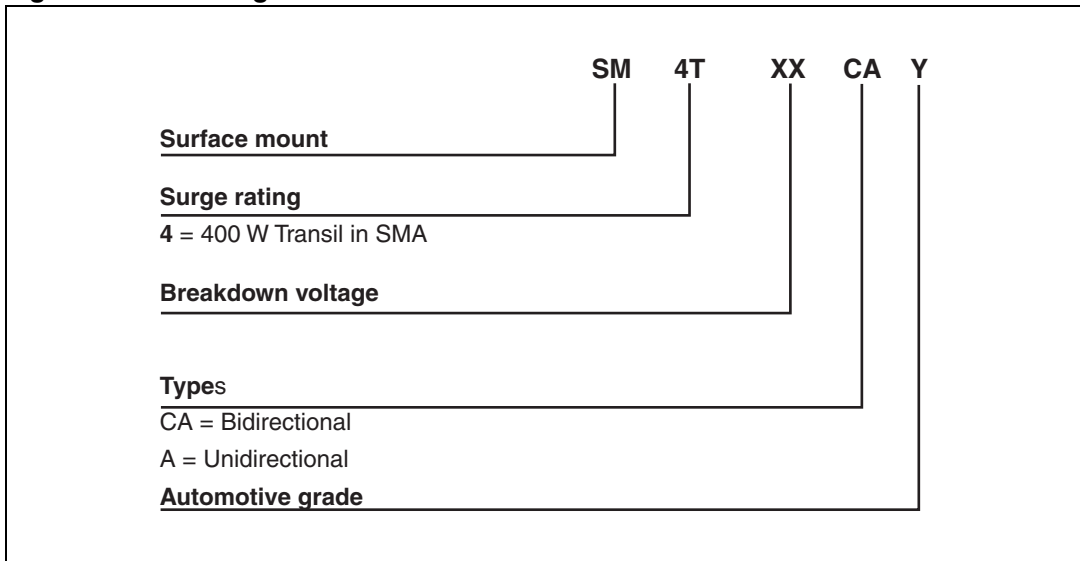 SM 4T XX CA Y
Surface mount
Surge rating
4 = 400 W Transil in SMA
Breakdown voltage
Types
CA = Bidirectional
A = Unidirectional
Automotive grade